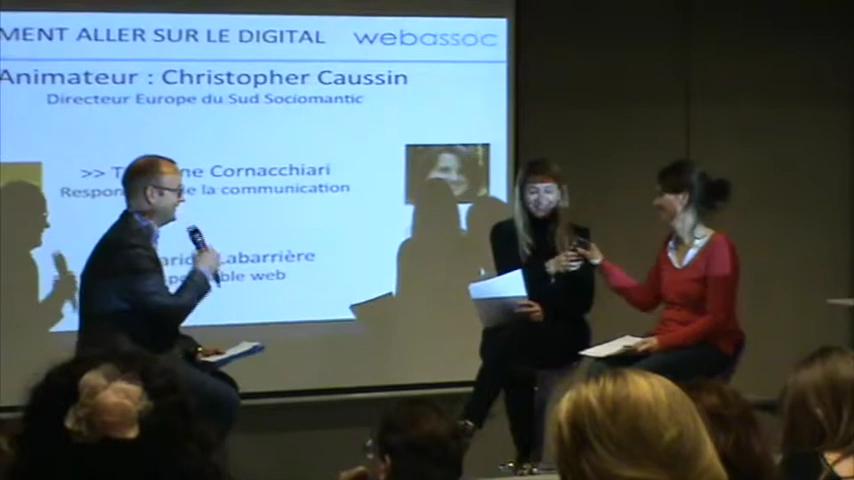 MENT ALLER SUR LE DIGITAL
webassoc
Animateur : Christopher Caussin
Directeur Europe du Sud Sociomantic
>> T ne Cornacchiari
Respon e la communication
Labarrière
ble web